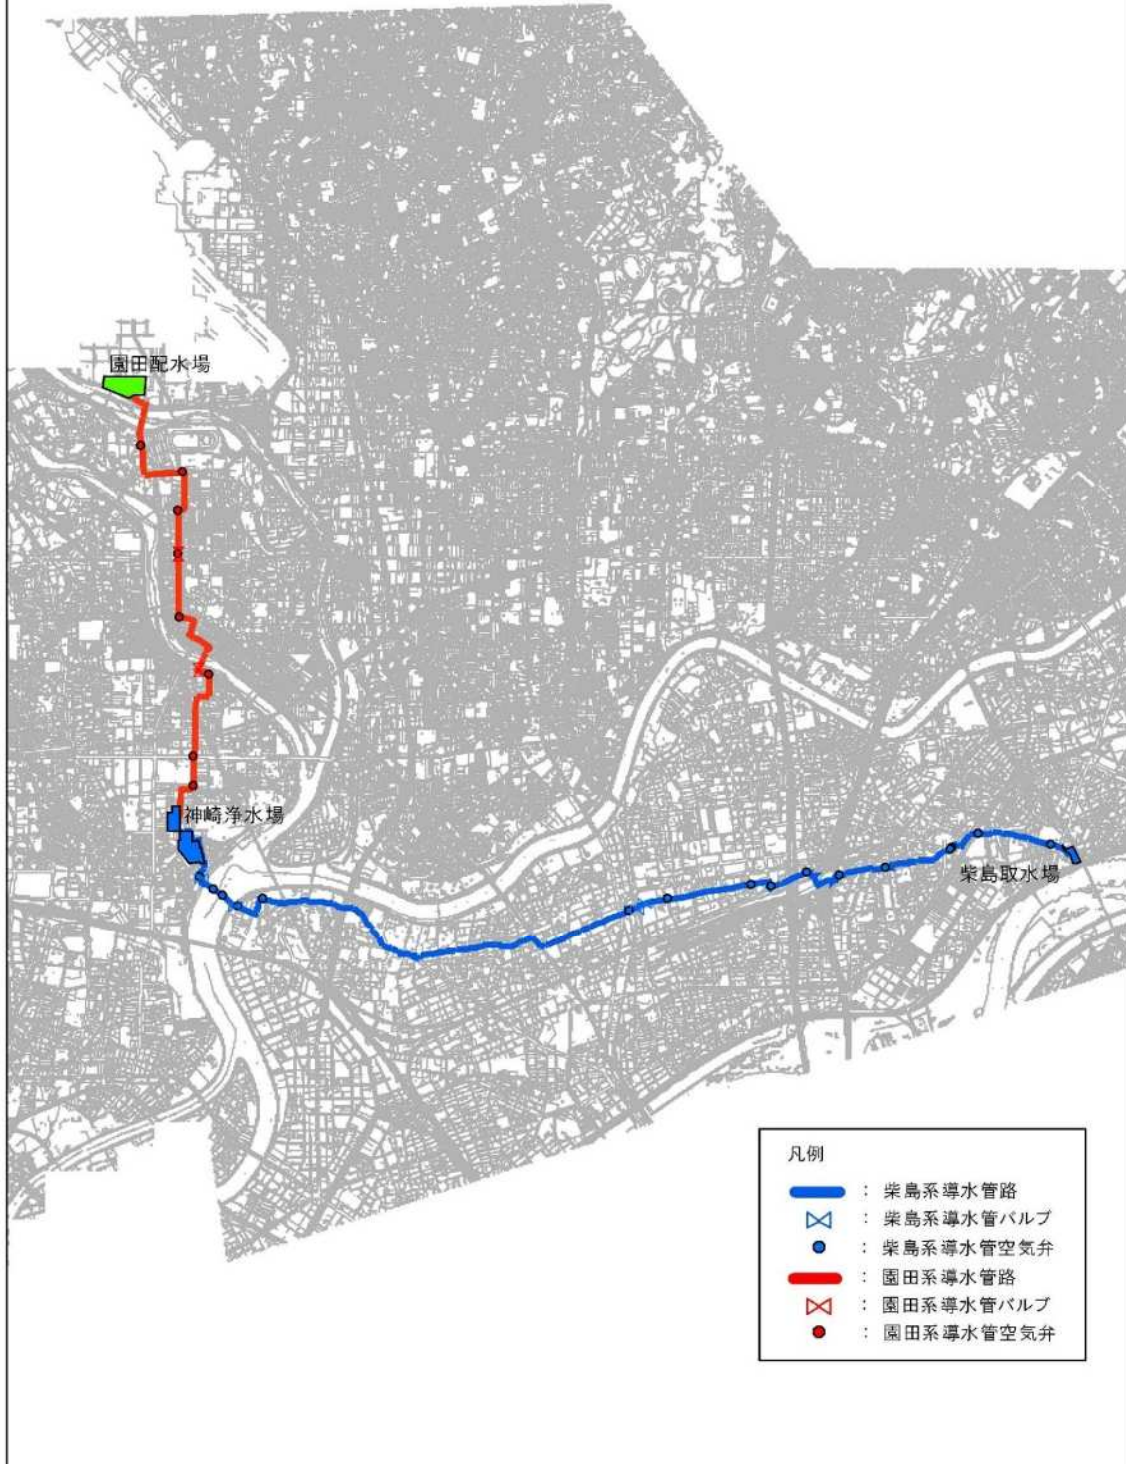 園田配水場
神崎浄水場
柴島取水場
凡例
：柴島系導水管路
：柴島系導水管バルブ
：柴島系導水管空気弁
：園田系導水管路
：園田系導水管バルブ
：園田系導水管空気弁